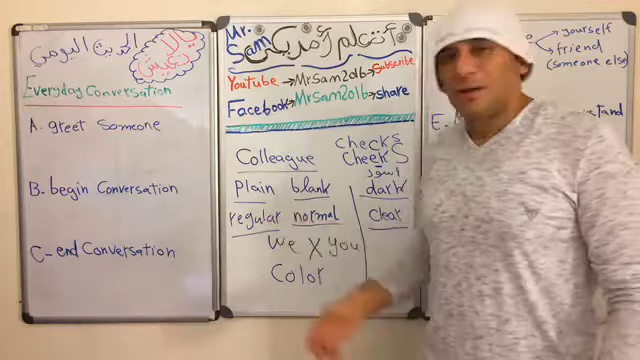 الحديث اليومي
يالا
دردش
Everyday Conversation
A. greet Someone
B. begin Conversation
C- end Conversation
Mr. Sam
أتعلم أمريكي
Youtube → MrSam2016 → Subscribe
Facebook → MrSam2016 → share
Colleague
checks
Cheeks
أسود
Plain blank dark
regular normal clear
We X you
Color
yourself
friend
(someone else)
E-